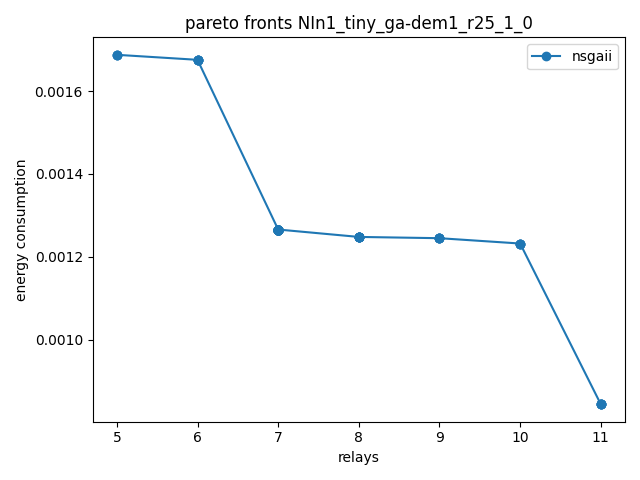 pareto fronts NIn1_tiny_ga-dem1_r25_1_0
nsgaii
0.0016
0.0014
0.0012
0.0010
energy consumption
5 6 7 8 9 10 11
relays